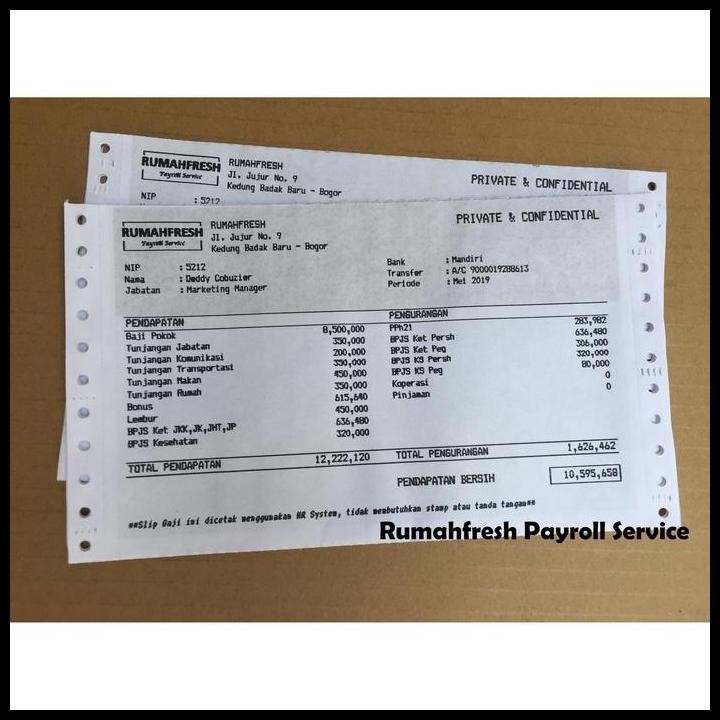 RUMAHFRESH
Payroll Service
RUMAHFRESH
Jl. Jujur No. 9
Kedung Badak Baru - Bogor
PRIVATE & CONFIDENTIAL
NIP : 5212
RUMAHFRESH
Payroll Service
RUMAHFRESH
Jl. Jujur No. 9
Kedung Badak Baru - Bogor
PRIVATE & CONFIDENTIAL
NIP : 5212
Nama : Deddy Cobuzier
Jabatan : Marketing Manager
Bank : Mandiri
Transfer : A/C 9000019288613
Periode : Mei 2019
PENDAPATAN
Gaji Pokok 8,500,000
Tunjangan Jabatan 350,000
Tunjangan Komunikasi 200,000
Tunjangan Transportasi 350,000
Tunjangan Makan 450,000
Tunjangan Rumah 350,000
Bonus 615,640
Lembur 450,000
BPJS Ket JKK,JK,JHT,JP 636,480
BPJS Kesehatan 320,000
PENGURANGAN
PPh21 283,982
BPJS Ket Persh 636,480
BPJS Ket Peg 306,000
BPJS KS Persh 320,000
BPJS KS Peg 80,000
Koperasi 0
Pinjaman 0
TOTAL PENDAPATAN 12,222,120 TOTAL PENGURANGAN 1,626,462
PENDAPATAN BERSIH 10,595,658
**Slip Gaji ini dicetak menggunakan HR System, tidak membutuhkan stamp atau tanda tangan**
Rumahfresh Payroll Service